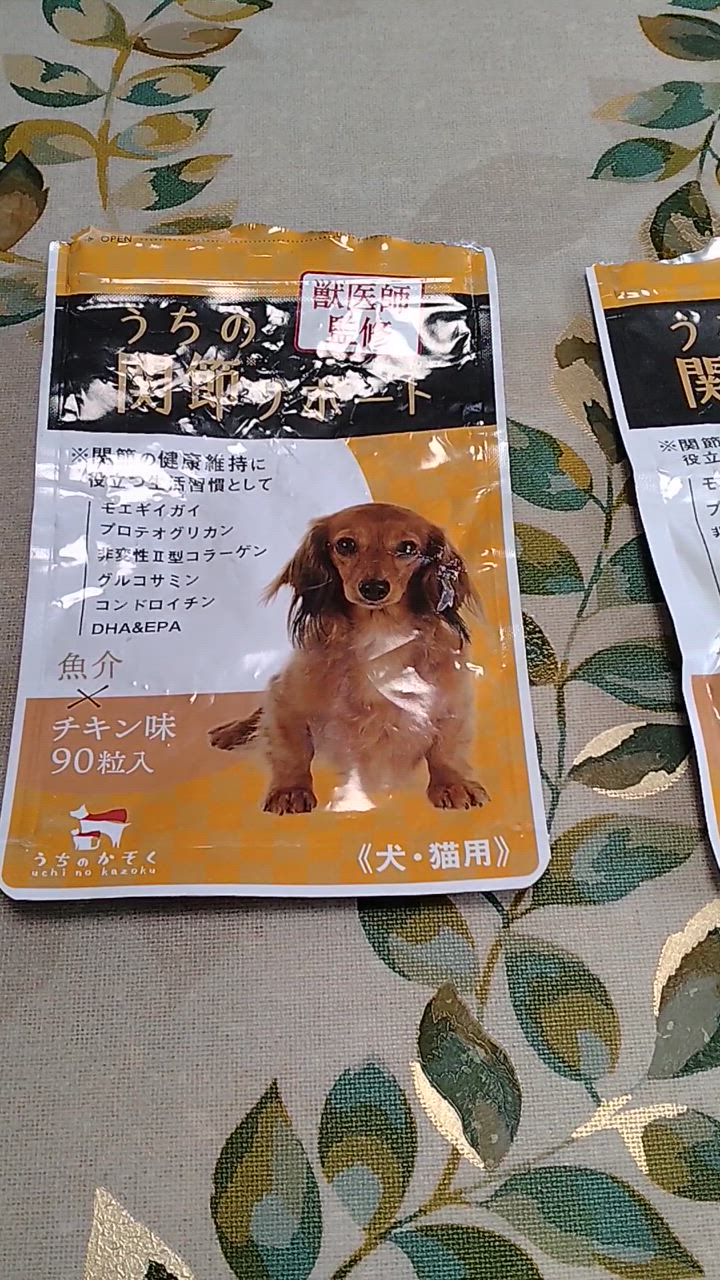 OPEN
獣医師
監修
うちの
関節サポート
※関節の健康維持に
役立つ生活習慣として
モエギイガイ
プロテオグリカン
非変性Ⅱ型コラーゲン
グルコサミン
コンドロイチン
DHA&EPA
魚介
×
チキン味
90粒入
うちのかぞく
uchi no kazoku
《犬・猫用》
う
関
※関節
役立
モ
プ
非